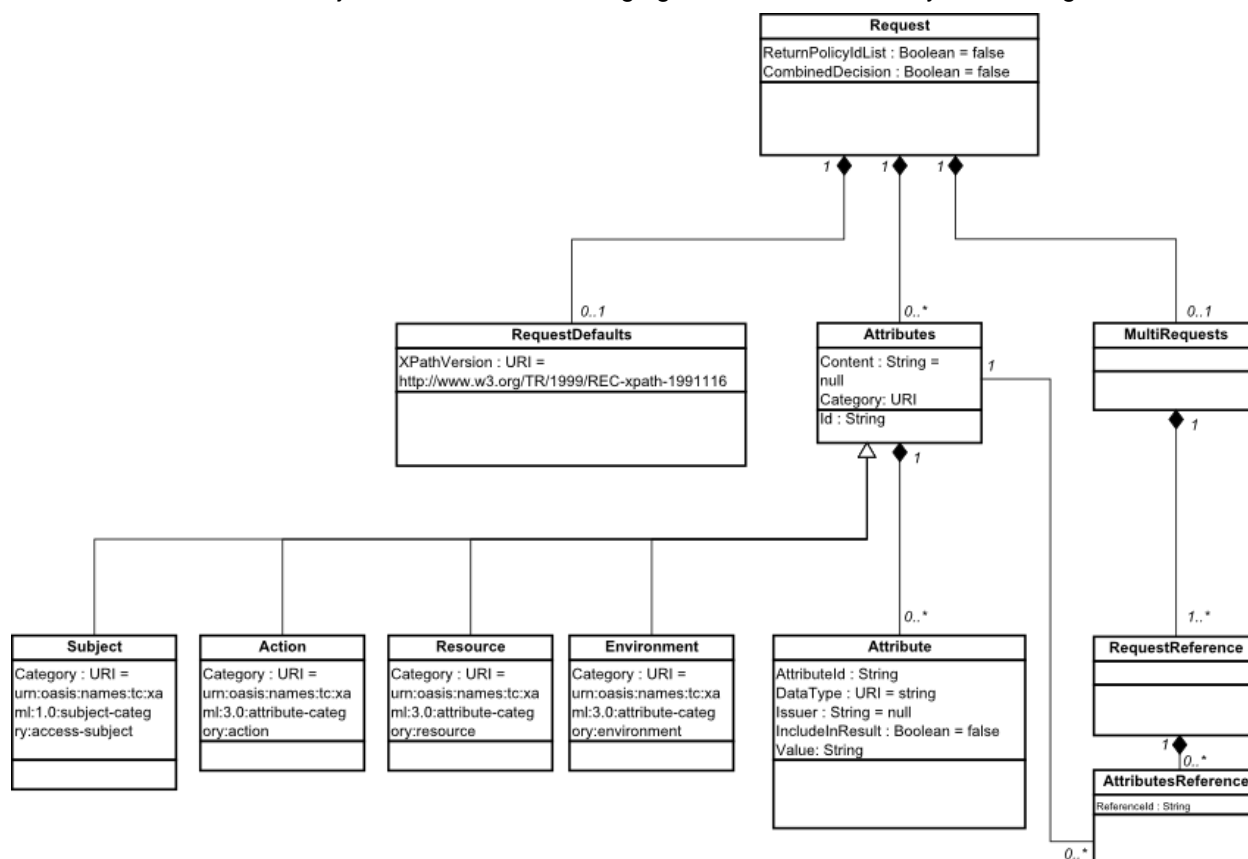 Request
ReturnPolicyIdList : Boolean = false
CombinedDecision : Boolean = false
1
1
1
0..1
0..*
0..1
RequestDefaults
XPathVersion : URI =
http://www.w3.org/TR/1999/REC-xpath-1991116
Attributes
Content : String =
null
Category: URI
Id : String
1
MultiRequests
1
1
0..*
1..*
Subject
Category : URI =
urn:oasis:names:tc:xa
ml:1.0:subject-categ
ry:access-subject
Action
Category : URI =
urn:oasis:names:tc:xa
ml:3.0:attribute-categ
ory:action
Resource
Category : URI =
urn:oasis:names:tc:xa
ml:3.0:attribute-categ
ory:resource
Environment
Category : URI =
urn:oasis:names:tc:xa
ml:3.0:attribute-categ
ory:environment
Attribute
AttributeId : String
DataType : URI = string
Issuer : String = null
IncludeInResult : Boolean = false
Value: String
RequestReference
1
0..*
AttributesReference
ReferenceId : String
0..*